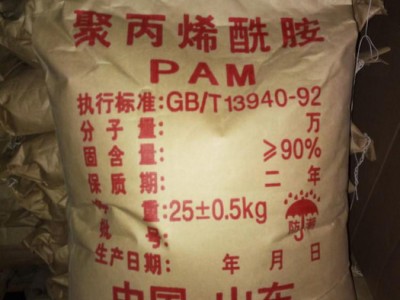 聚丙烯酰胺
PAM
执行标准:GB/T13940-92
分子量: 万
固含量: ≥90%
保质期: 二年
重:25±0.5kg
批号:
防潮
生产日期: 年 月 日
中国 山东